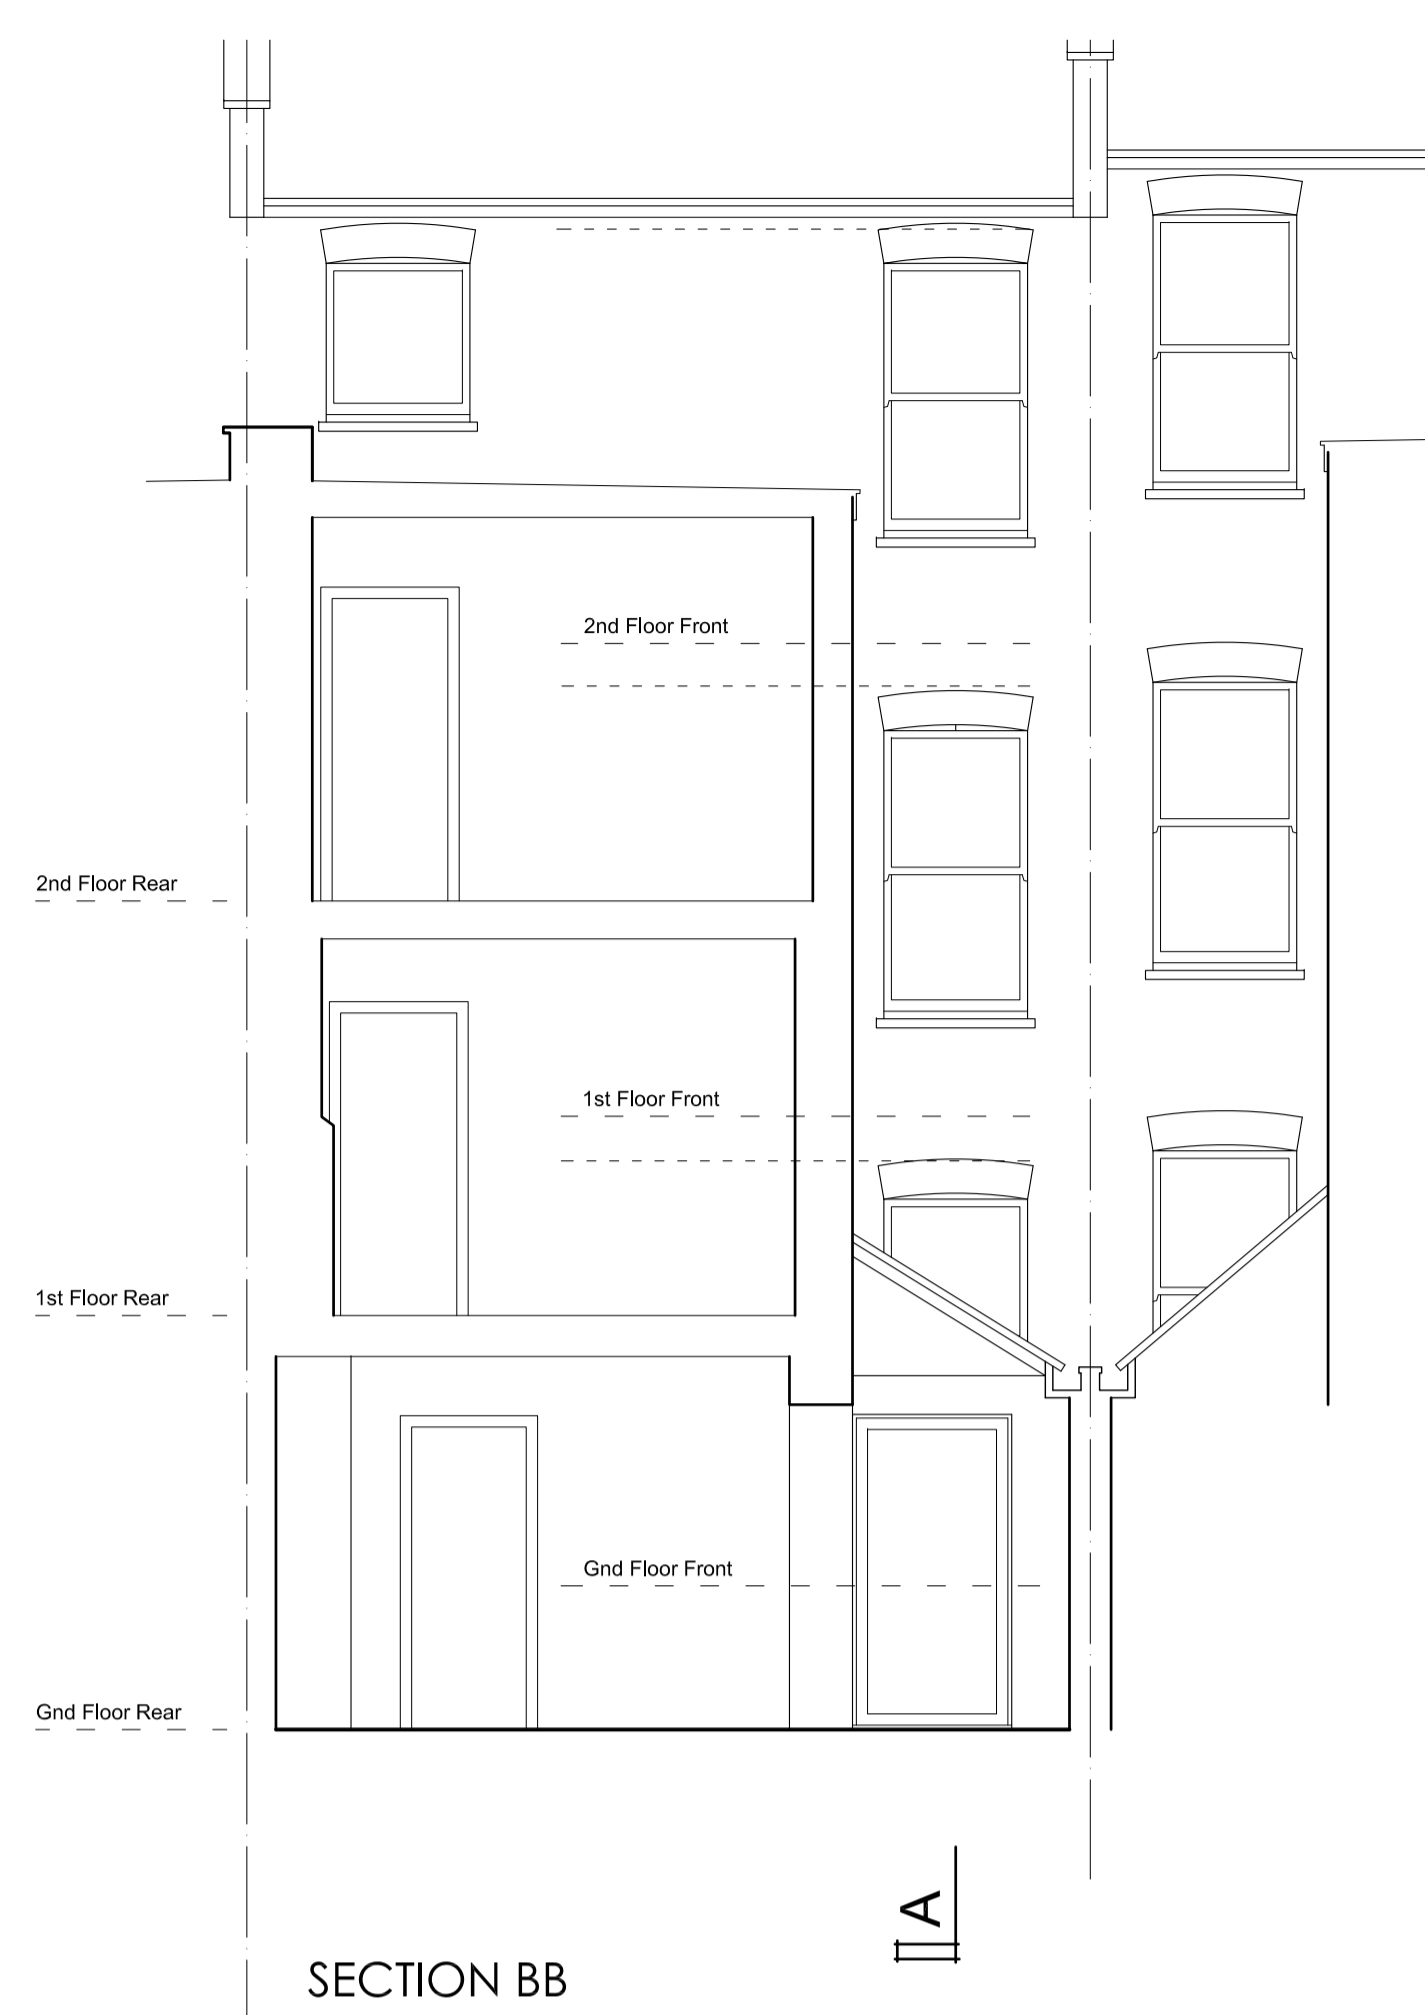 2nd Floor Front
2nd Floor Rear
1st Floor Front
1st Floor Rear
Gnd Floor Front
Gnd Floor Rear
A
SECTION BB